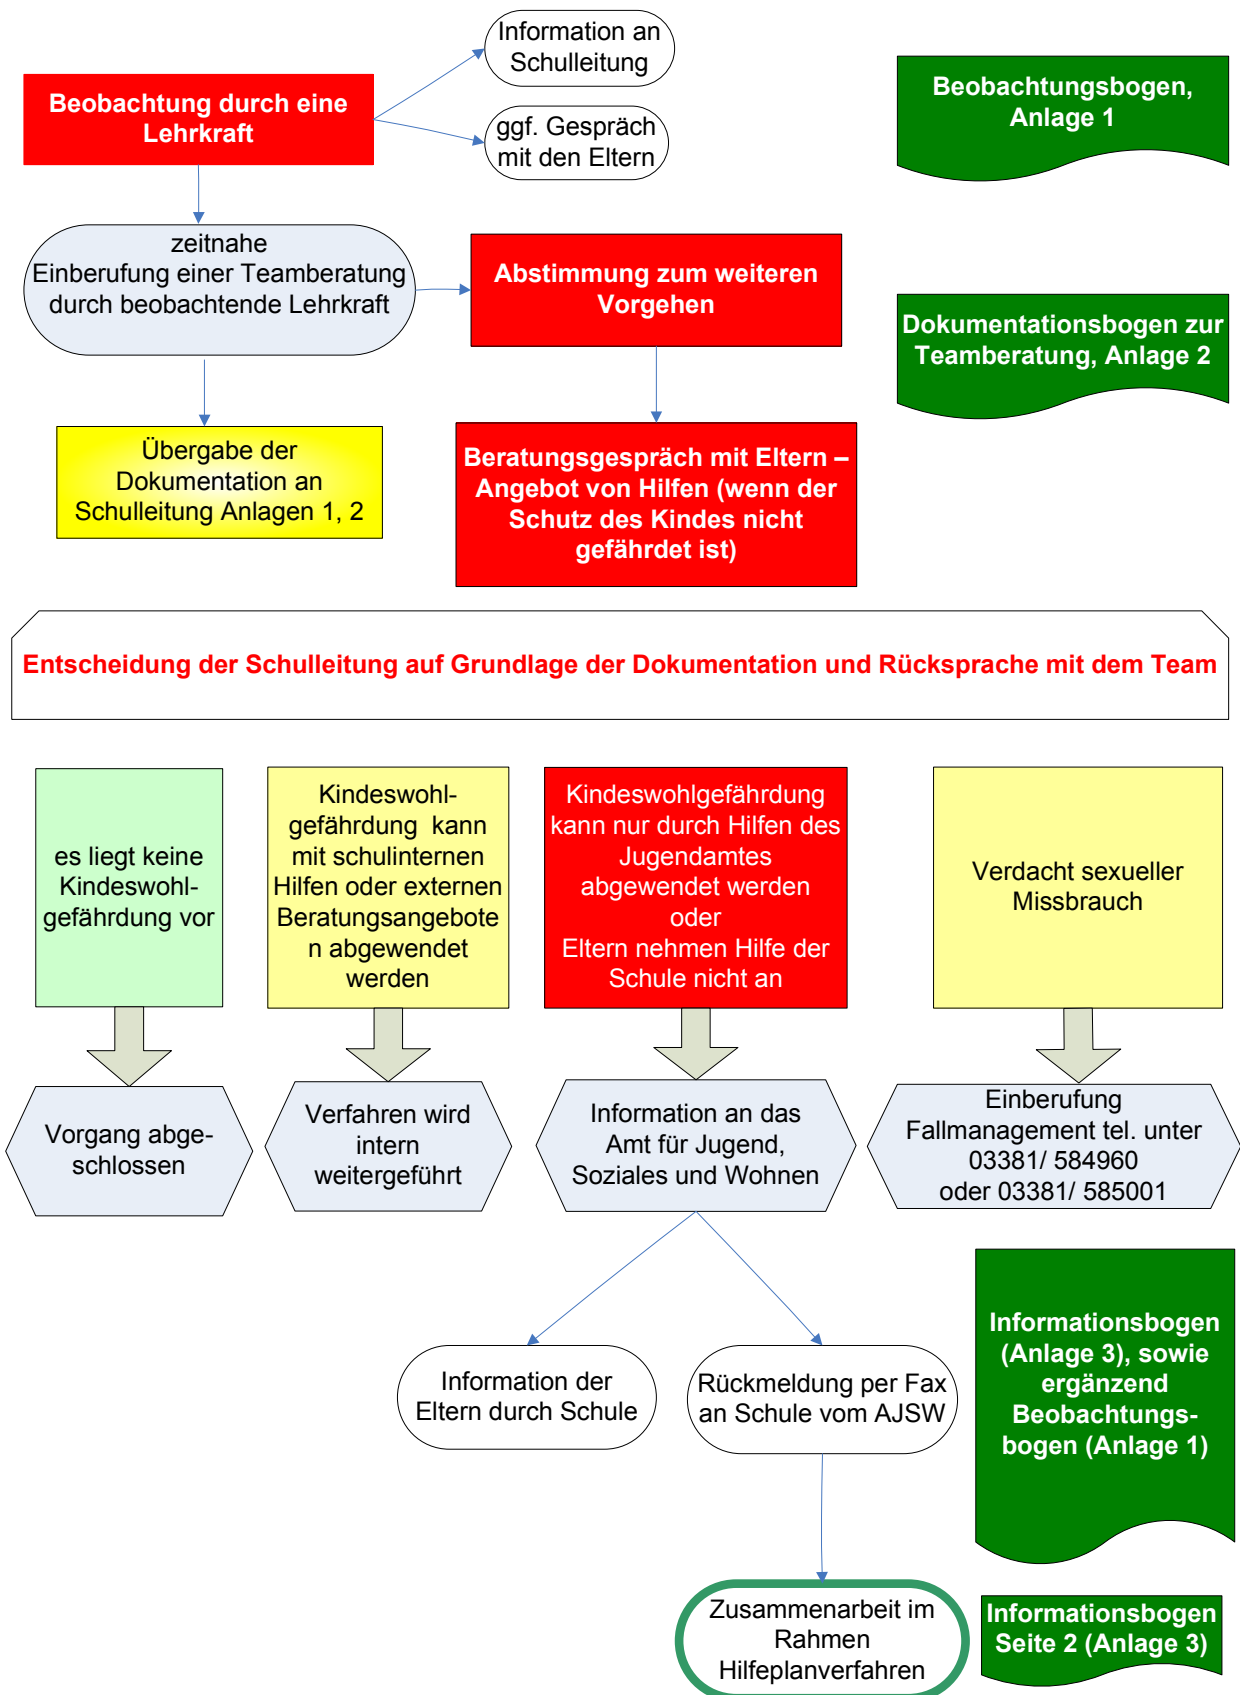 Information an
Schulleitung
Beobachtung durch eine
Lehrkraft
ggf. Gespräch
mit den Eltern
Beobachtungsbogen,
Anlage 1
zeitnahe
Einberufung einer Teamberatung
durch beobachtende Lehrkraft
Abstimmung zum weiteren
Vorgehen
Dokumentationsbogen zur
Teamberatung, Anlage 2
Übergabe der
Dokumentation an
Schulleitung Anlagen 1, 2
Beratungsgespräch mit Eltern –
Angebot von Hilfen (wenn der
Schutz des Kindes nicht
gefährdet ist)
Entscheidung der Schulleitung auf Grundlage der Dokumentation und Rücksprache mit dem Team
es liegt keine
Kindeswohl-
gefährdung vor
Kindeswohl-
gefährdung kann
mit schulinternen
Hilfen oder externen
Beratungsangebote
n abgewendet
werden
Kindeswohlgefährdung
kann nur durch Hilfen des
Jugendamtes
abgewendet werden
oder
Eltern nehmen Hilfe der
Schule nicht an
Verdacht sexueller
Missbrauch
Vorgang abge-
schlossen
Verfahren wird
intern
weitergeführt
Information an das
Amt für Jugend,
Soziales und Wohnen
Einberufung
Fallmanagement tel. unter
03381/ 584960
oder 03381/ 585001
Information der
Eltern durch Schule
Rückmeldung per Fax
an Schule vom AJSW
Informationsbogen
(Anlage 3), sowie
ergänzend
Beobachtungs-
bogen (Anlage 1)
Zusammenarbeit im
Rahmen
Hilfeplanverfahren
Informationsbogen
Seite 2 (Anlage 3)